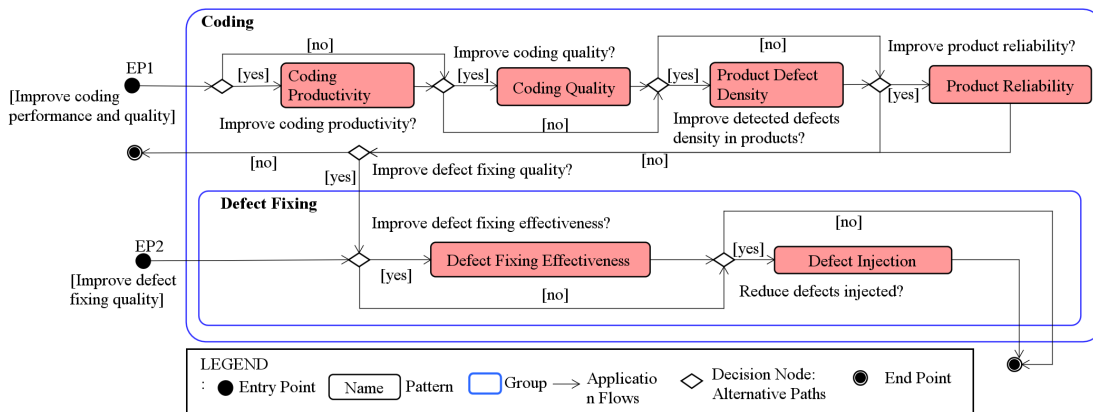 Coding
[no]
Improve coding quality?
[no]
Improve product reliability?
EP1
[yes]
Coding
Productivity
[yes]
Coding Quality
[yes]
Product Defect
Density
[yes]
Product Reliability
[Improve coding
performance and quality]
Improve coding productivity?
[no]
Improve detected defects
density in products?
[no]
[no]
Improve defect fixing quality?
[yes]
Defect Fixing
Improve defect fixing effectiveness?
[no]
EP2
[Improve defect
fixing quality]
[yes]
Defect Fixing Effectiveness
[yes]
Defect Injection
[no]
Reduce defects injected?
LEGEND
:
Entry Point
Name
Pattern
Group
Applicatio
n Flows
Decision Node:
Alternative Paths
End Point